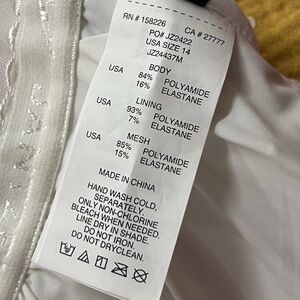 RN # 158226 CA # 27777
PO# JZ2422
USA SIZE 14
JZ24437M
BODY
USA 84% POLYAMIDE
16% ELASTANE
LINING
USA 93% POLYAMIDE
7% ELASTANE
MESH
USA 85% POLYAMIDE
15% ELASTANE
MADE IN CHINA
HAND WASH COLD.
SEPARATELY.
ONLY NON-CHLORINE
BLEACH WHEN NEEDED.
LINE DRY IN SHADE.
DO NOT IRON.
DO NOT DRYCLEAN.